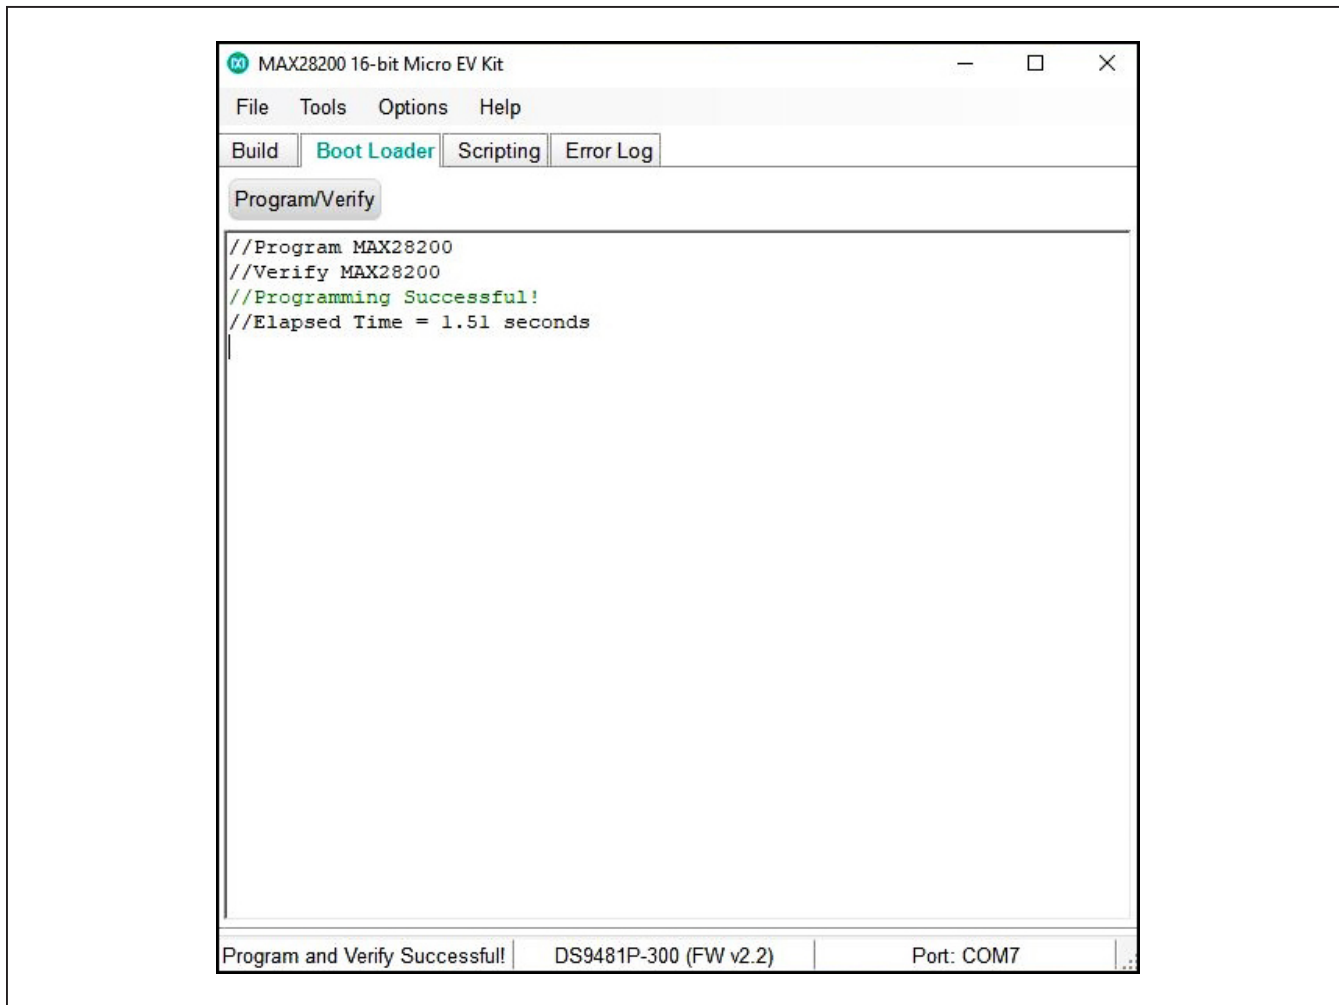 MAX28200 16-bit Micro EV Kit
File Tools Options Help
Build Boot Loader Scripting Error Log
Program/Verify
//Program MAX28200
//Verify MAX28200
//Programming Successful!
//Elapsed Time = 1.51 seconds
Program and Verify Successful! DS9481P-300 (FW v2.2) Port: COM7